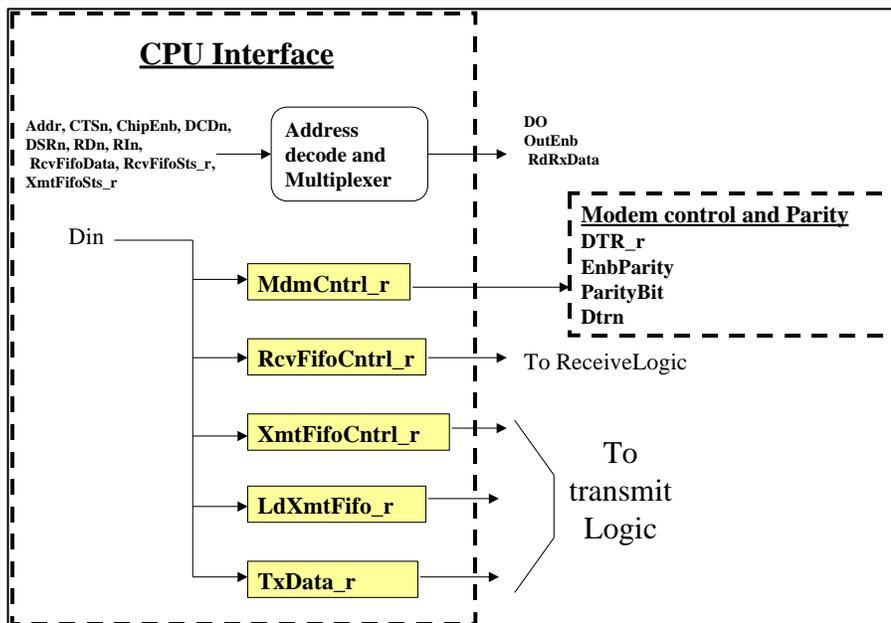 CPU Interface
Addr, CTSn, ChipEnb, DCDn,
DSRn, RDn, RIn,
RcvFifoData, RcvFifoSts_r,
XmtFifoSts_r
Address
decode and
Multiplexer
DO
OutEnb
RdRxData
Modem control and Parity
DTR_r
EnbParity
ParityBit
Dtrn
Din
MdmCntrl_r
RcvFifoCntrl_r
To ReceiveLogic
XmtFifoCntrl_r
LdXmtFifo_r
TxData_r
To
transmit
Logic